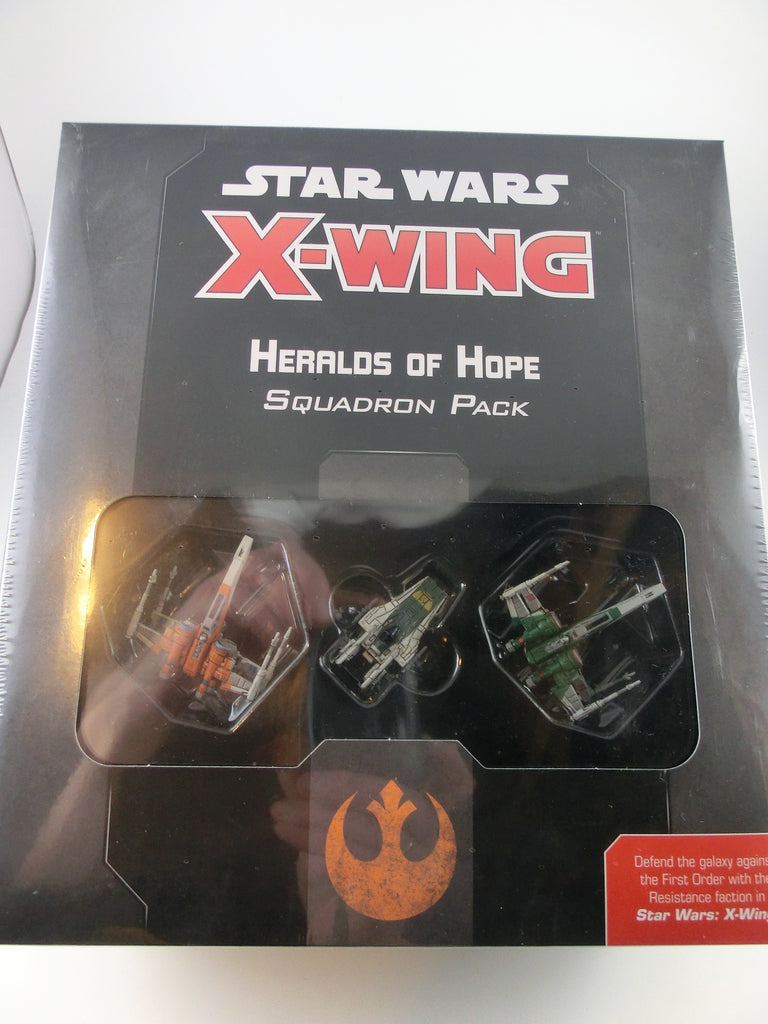 STAR WARS
X-WING
HERALDS OF HOPE
SQUADRON PACK
Defend the galaxy agains
the First Order with the
Resistance faction in
Star Wars: X-Wing